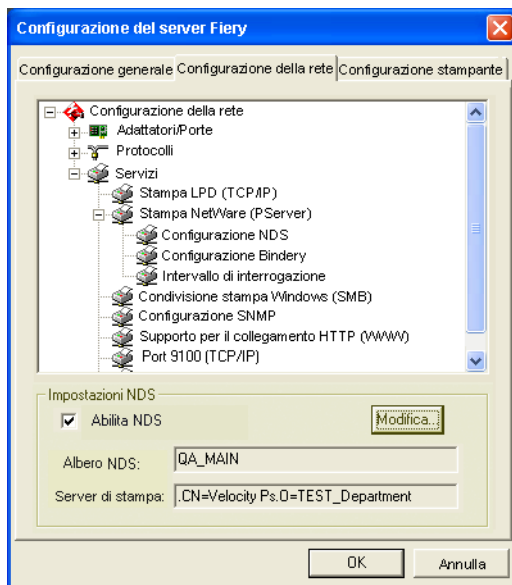 Configurazione del server Fiery
Configurazione generale Configurazione della rete Configurazione stampante
Configurazione della rete
Adattatori/Porte
Protocolli
Servizi
Stampa LPD (TCP/IP)
Stampa NetWare (PServer)
Configurazione NDS
Configurazione Bindery
Intervallo di interrogazione
Condivisione stampa Windows (SMB)
Configurazione SNMP
Supporto per il collegamento HTTP (WWW)
Port 9100 (TCP/IP)
Impostazioni NDS
Abilita NDS Modifica...
Albero NDS: QA_MAIN
Server di stampa: .CN=Velocity Ps.O=TEST_Department
OK Annulla